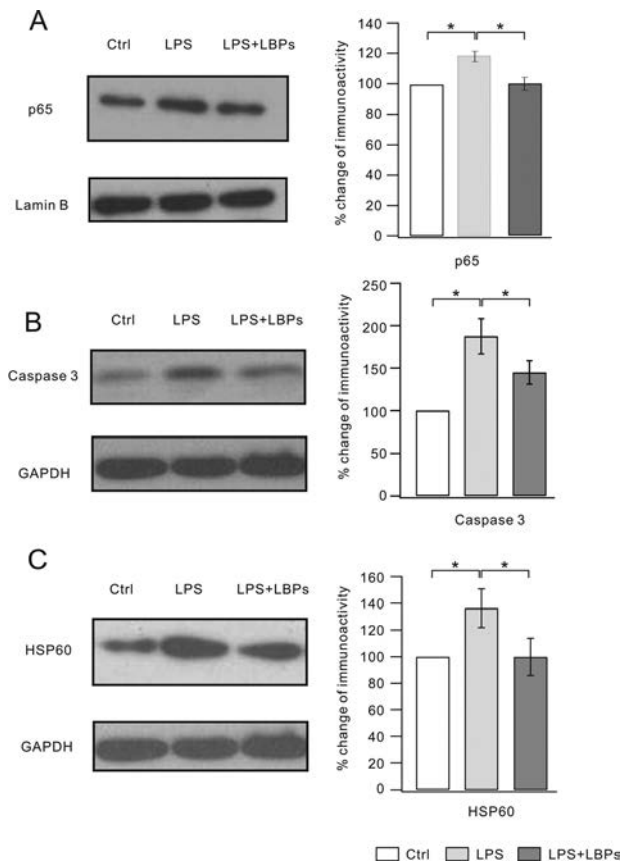 A
Ctrl LPS LPS+LBPs
p65
Lamin B
% change of immunoactivity
140
120
100
80
60
40
20
0
* *
p65
B
Ctrl LPS LPS+LBPs
Caspase 3
GAPDH
% change of immunoactivity
250
200
150
100
50
0
* *
Caspase 3
C
Ctrl LPS LPS+LBPs
HSP60
GAPDH
% change of immunoactivity
160
140
120
100
80
60
40
20
0
* *
HSP60
Ctrl LPS LPS+LBPs